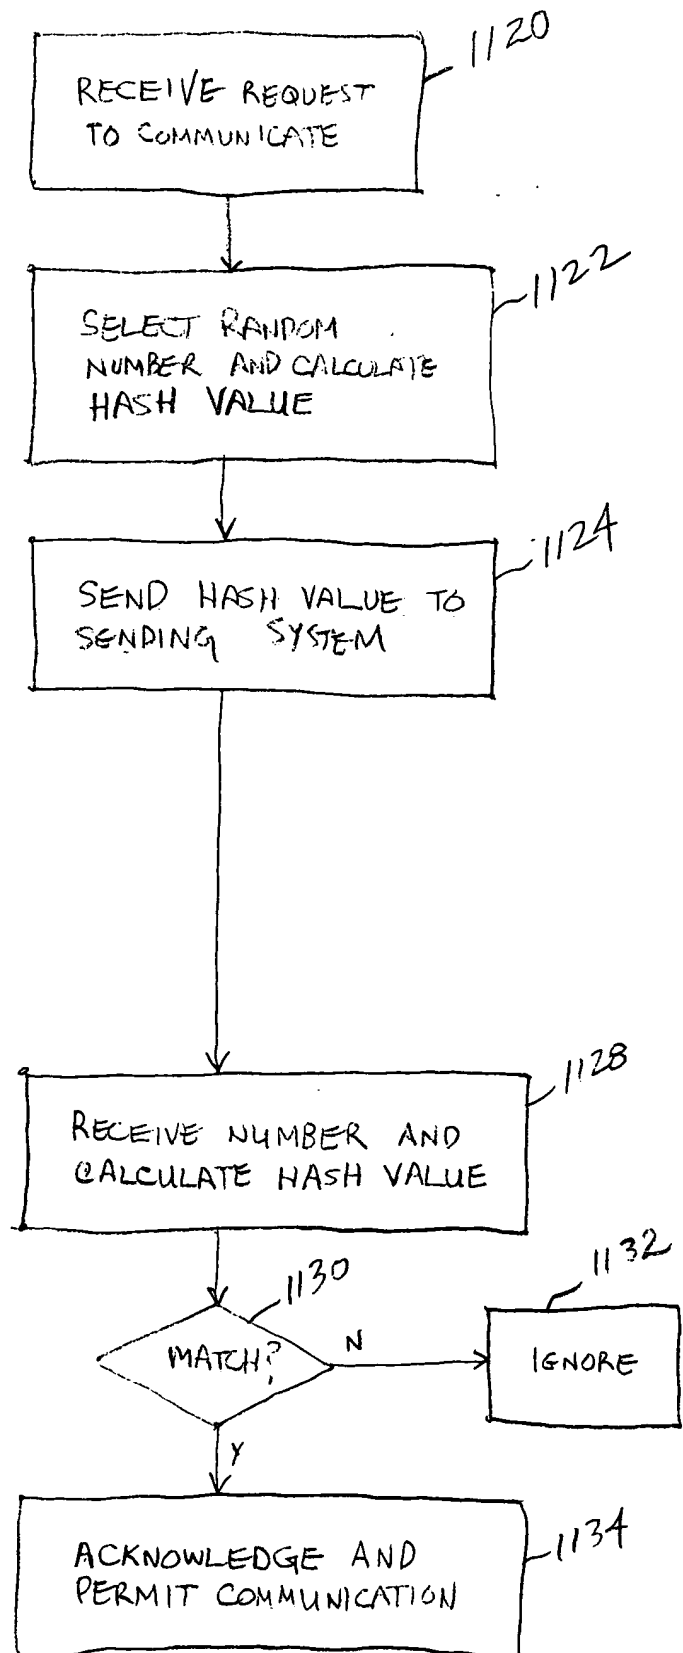 1120
RECEIVE REQUEST
TO COMMUNICATE
1122
SELECT RANDOM
NUMBER AND CALCULATE
HASH VALUE
1124
SEND HASH VALUE TO
SENDING SYSTEM
1128
RECEIVE NUMBER AND
CALCULATE HASH VALUE
1130
MATCH?
N
1132
IGNORE
Y
1134
ACKNOWLEDGE AND
PERMIT COMMUNICATION